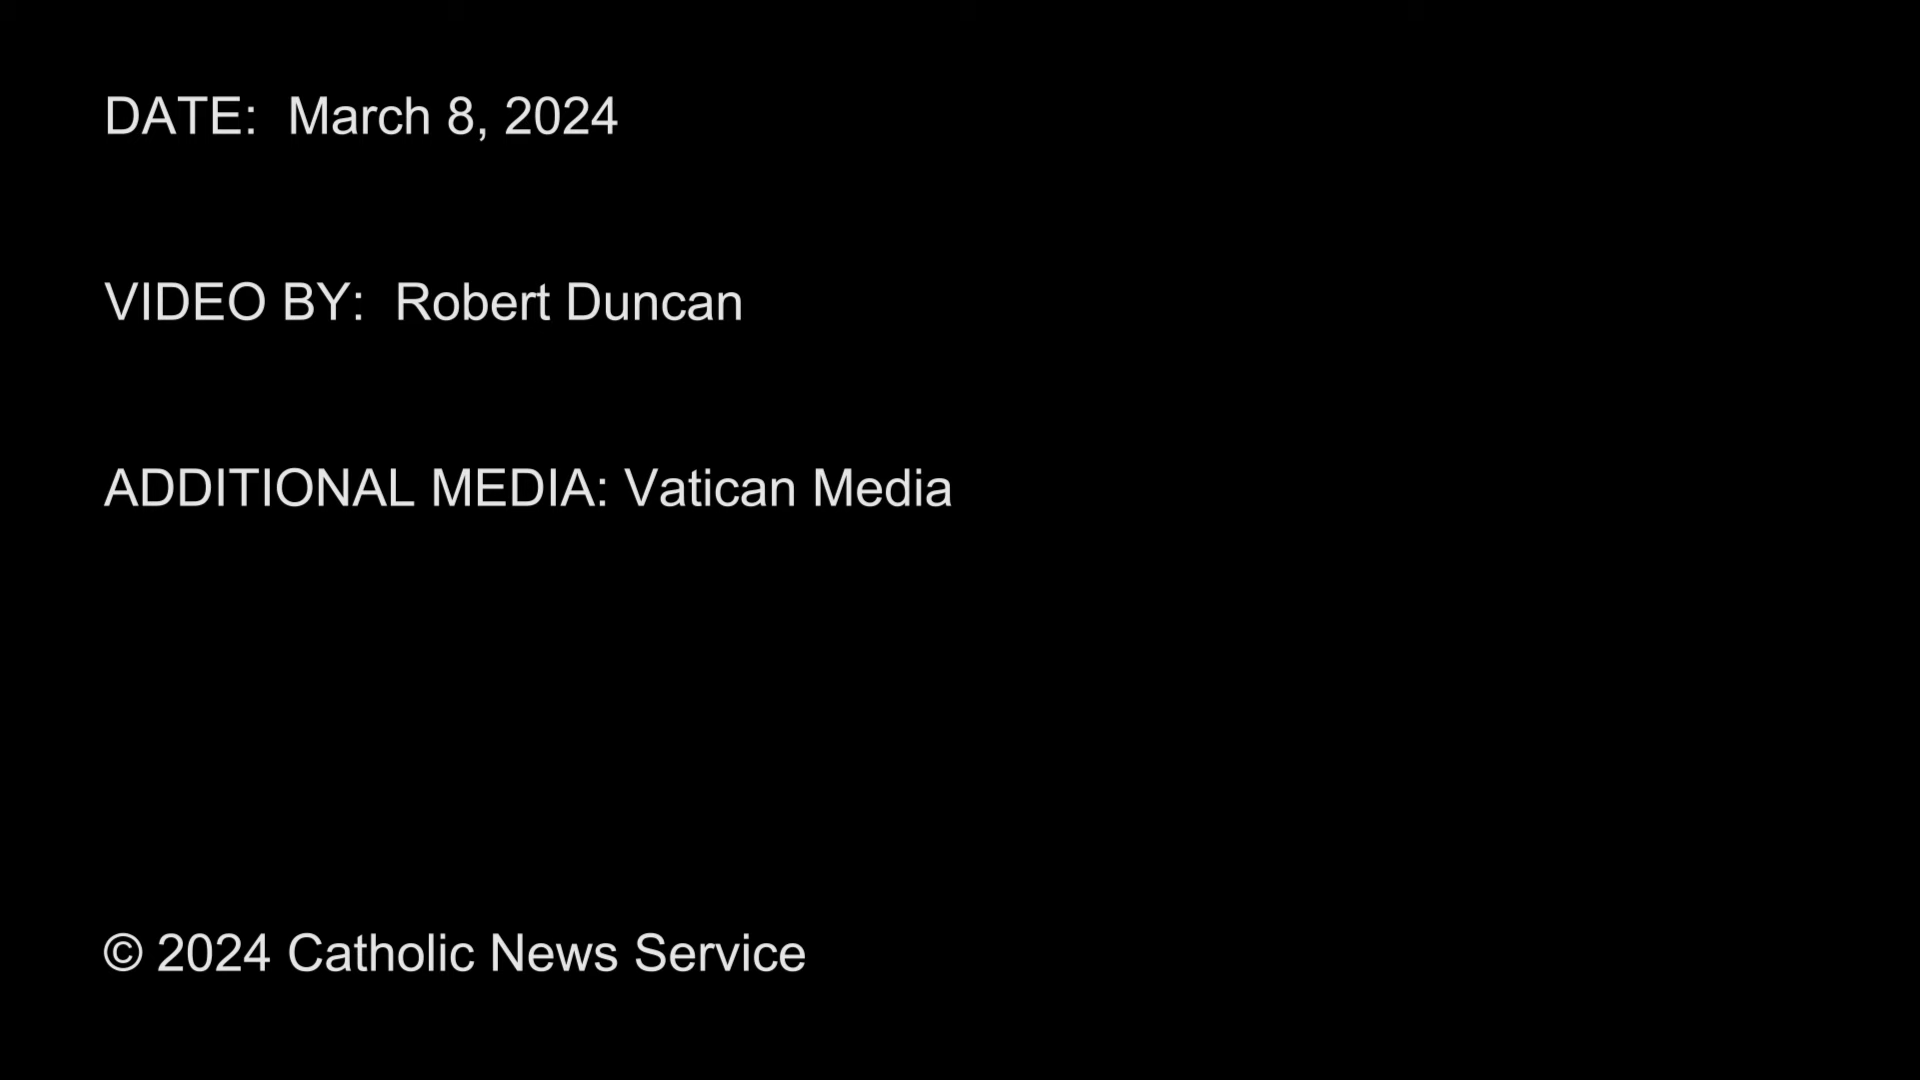 DATE:  March 8, 2024
VIDEO BY:  Robert Duncan
ADDITIONAL MEDIA: Vatican Media
© 2024 Catholic News Service